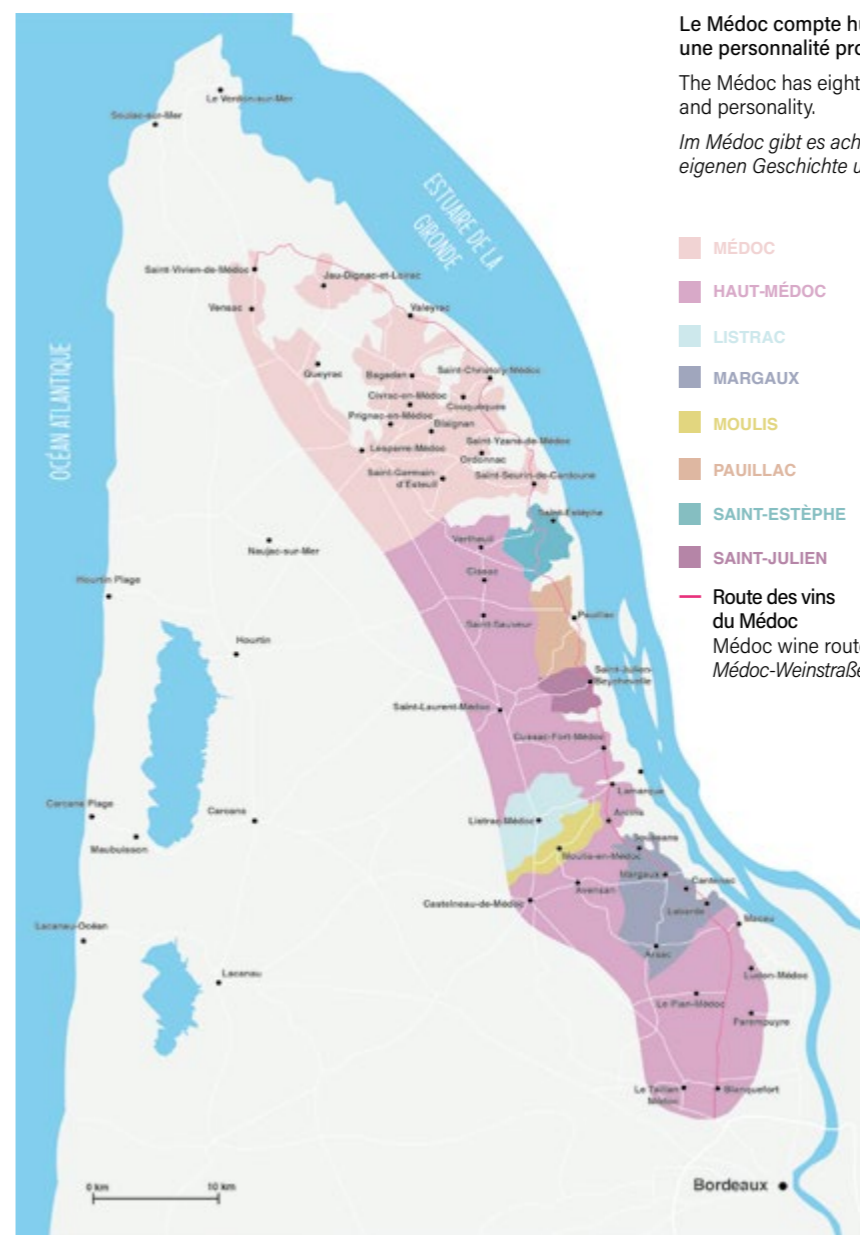 Le Médoc compte hu
une personnalité pro
The Médoc has eight
and personality.
Im Médoc gibt es ach
eigenen Geschichte u
MÉDOC
HAUT-MÉDOC
LISTRAC
MARGAUX
MOULIS
PAUILLAC
SAINT-ESTÈPHE
SAINT-JULIEN
Route des vins
du Médoc
Médoc wine route
Médoc-Weinstraße
OCÉAN ATLANTIQUE
ESTUAIRE DE LA
GIRONDE
Le Verdon-sur-Mer
Soulac-sur-Mer
Saint-Vivien-de-Médoc
Jau-Dignac-et-Loirac
Vensac
Valeyrac
Queyrac
Bégadan
Saint-Christoly-Médoc
Civrac-en-Médoc
Couquèques
Prignac-en-Médoc
Blaignan
Saint-Yzans-de-Médoc
Lesparre-Médoc
Ordonnac
Saint-Germain-
d'Esteuil
Saint-Seurin-de-Cardoune
Saint-Estèphe
Vertheuil
Naujac-sur-Mer
Cissac
Hourtin Plage
Saint-Sauveur
Pauillac
Hourtin
Saint-Julien-
Beychevelle
Saint-Laurent-Médoc
Cussac-Fort-Médoc
Lamarque
Carcans Plage
Carcans
Listrac-Médoc
Arcins
Maubuisson
Soussans
Moulis-en-Médoc
Margaux
Cantenac
Avensan
Castelnau-de-Médoc
Labarde
Macau
Lacanau-Océan
Arsac
Lacanau
Ludon-Médoc
Le Pian-Médoc
Parempuyre
Le Taillan
Médoc
Blanquefort
0 km
10 km
Bordeaux